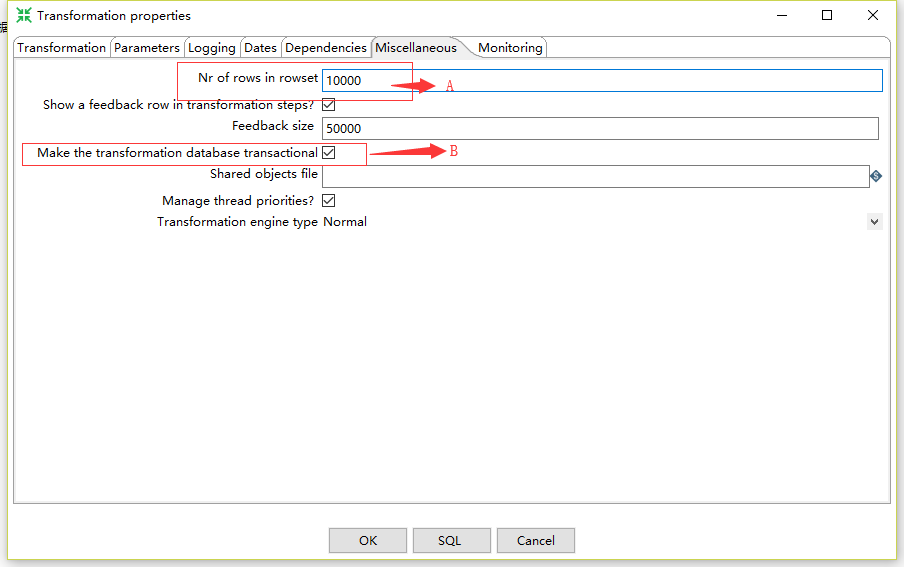 Transformation properties
据
Transformation Parameters Logging Dates Dependencies Miscellaneous Monitoring
Nr of rows in rowset 10000 A
Show a feedback row in transformation steps?
Feedback size 50000
Make the transformation database transactional B
Shared objects file
Manage thread priorities?
Transformation engine type Normal
OK SQL Cancel